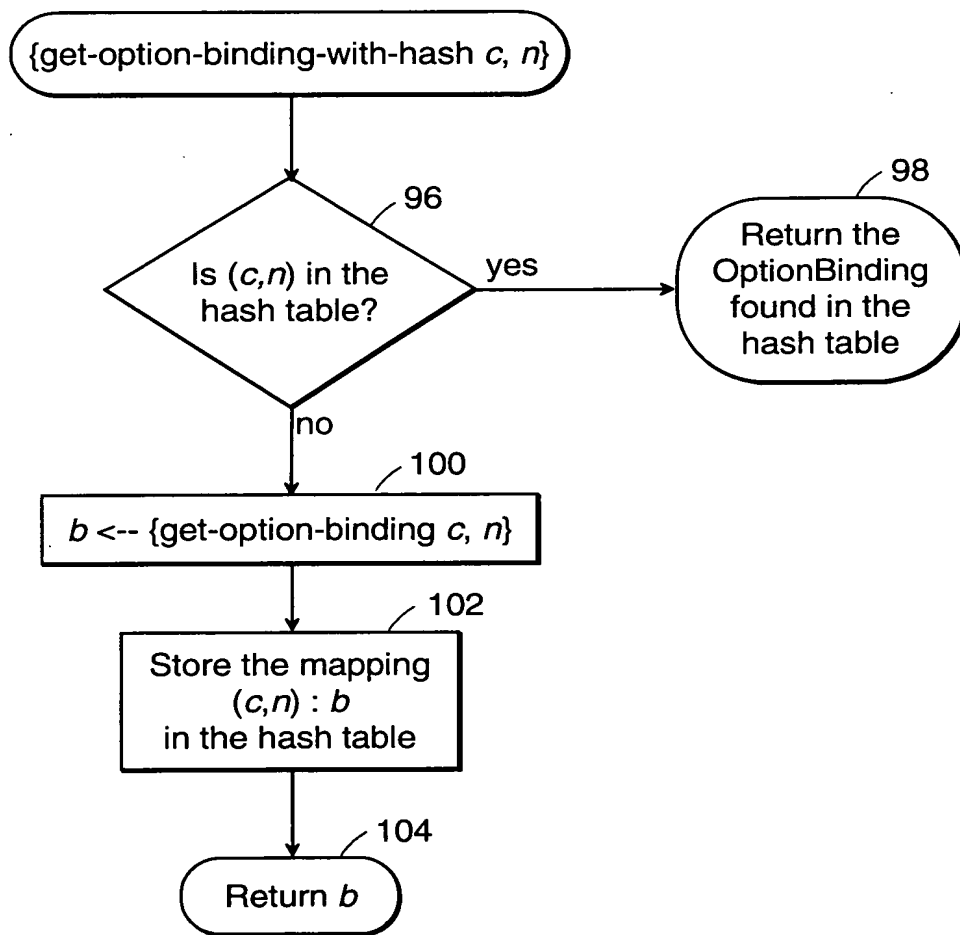 {get-option-binding-with-hash c, n}
96
98
Is (c,n) in the
hash table?
yes
Return the
OptionBinding
found in the
hash table
no
100
b <-- {get-option-binding c, n}
102
Store the mapping
(c,n) : b
in the hash table
104
Return b